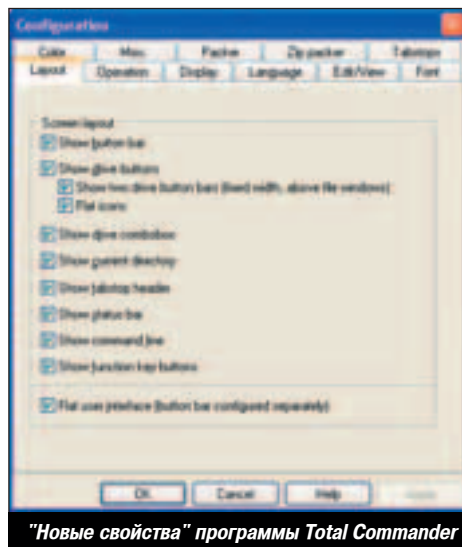 Configuration
Color Misc. Packer Zip packer Tabstops
Layout Operation Display Language Edit/View Font
Screen layout
Show button bar
Show drive buttons
Show two drive button bars (fixed width, above file windows)
Flat icons
Show drive combobox
Show current directory
Show tabstop header
Show status bar
Show command line
Show function key buttons
Flat user interface (button bar configured separately)
OK Cancel Help Apply
"Новые свойства" программы Total Commander